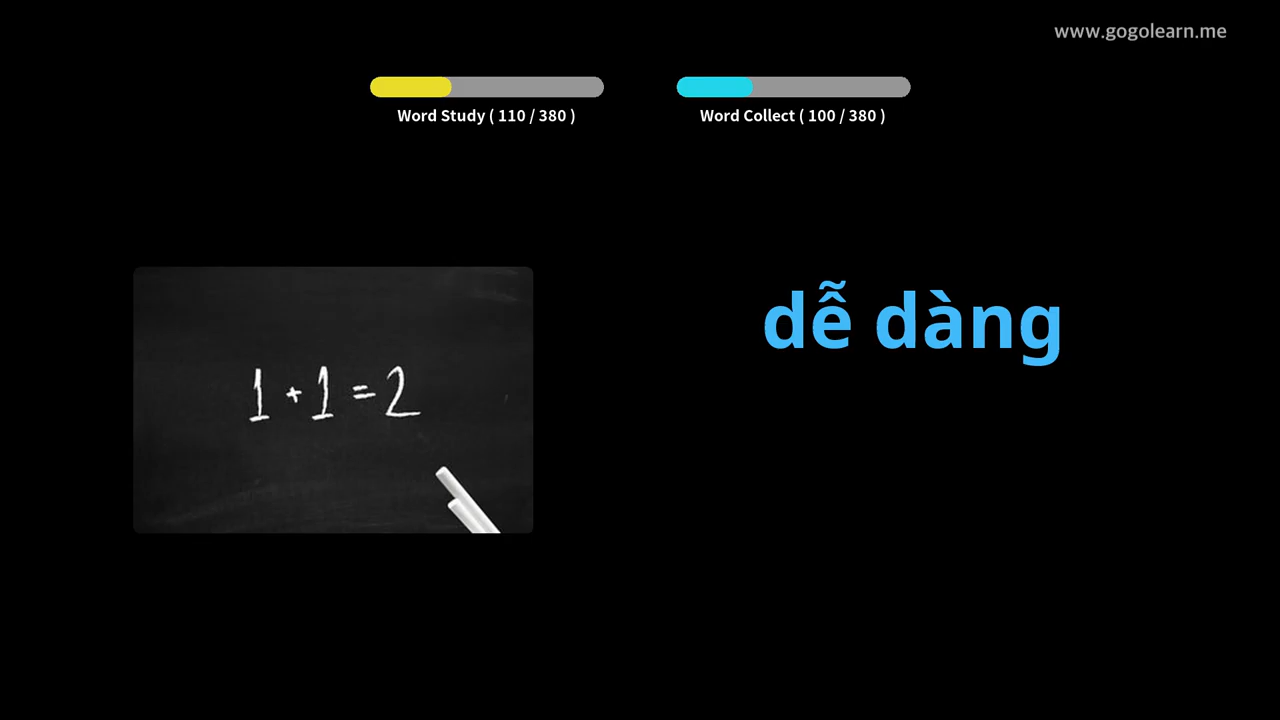 www.gogolearn.me
Word Study ( 110 / 380 )
Word Collect ( 100 / 380 )
1 + 1 = 2
dễ dàng